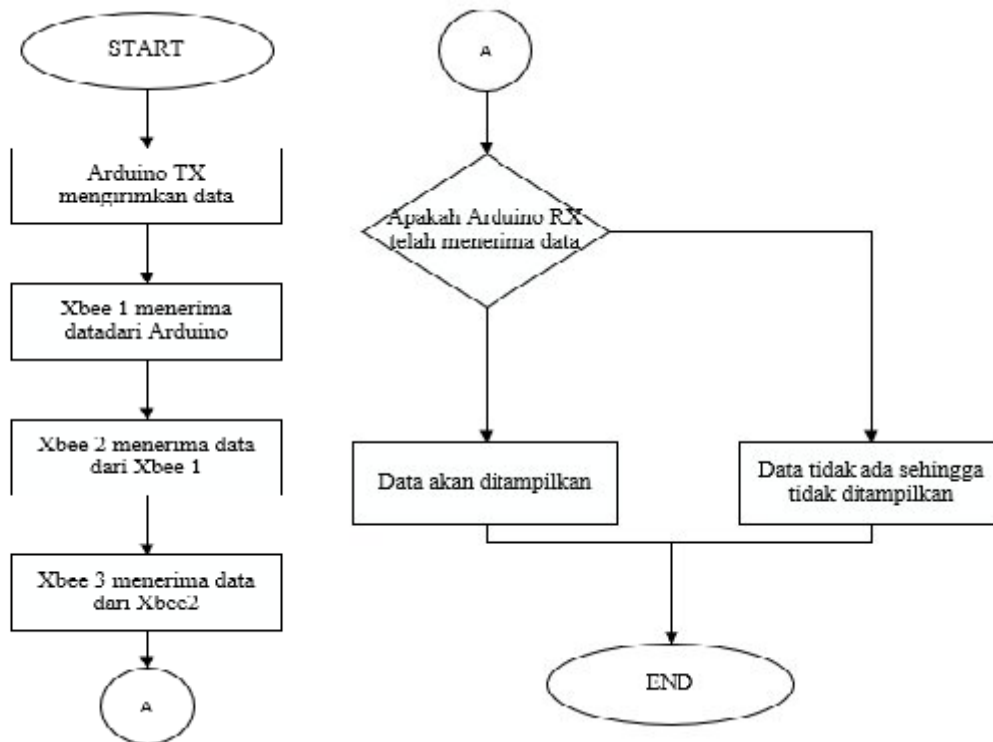 START
Arduino TX
mengirimkan data
Xbee 1 menerima
datadari Arduino
Xbee 2 menerima data
dari Xbee 1
Xbee 3 menerima data
dari Xbee2
A
A
Apakah Arduino RX
telah menerima data
Data akan ditampilkan
Data tidak ada sehingga
tidak ditampilkan
END